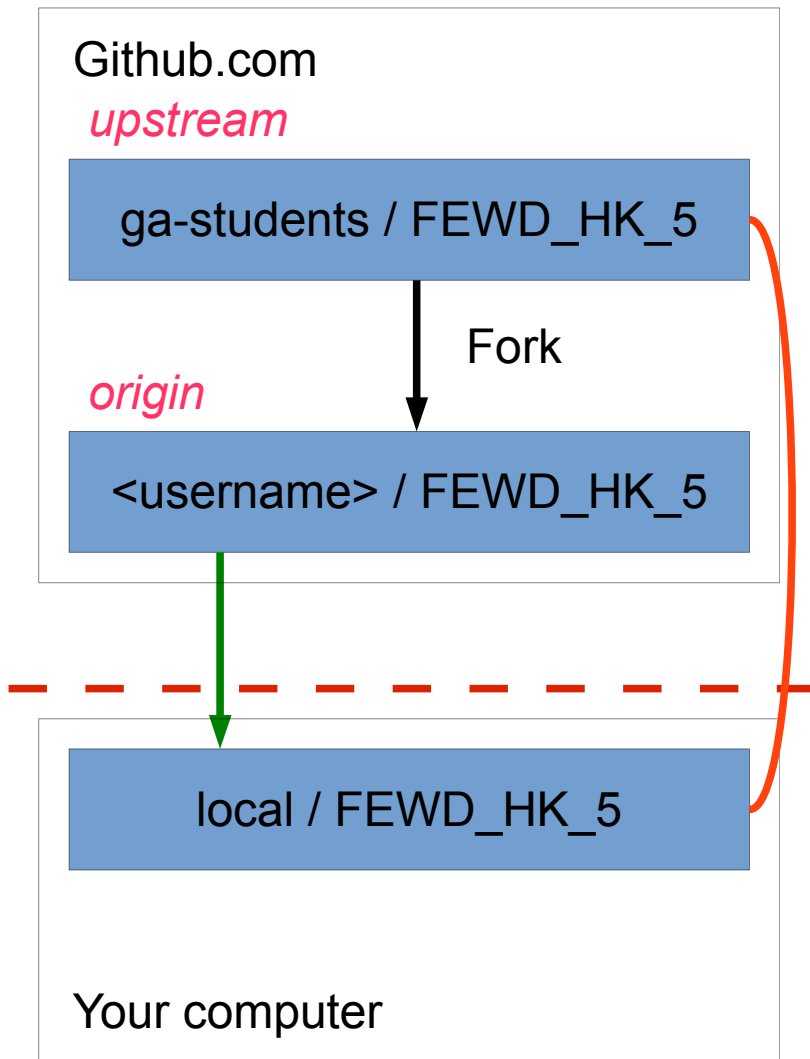 Github.com
upstream
ga-students / FEWD_HK_5
Fork
origin
<username> / FEWD_HK_5
local / FEWD_HK_5
Your computer